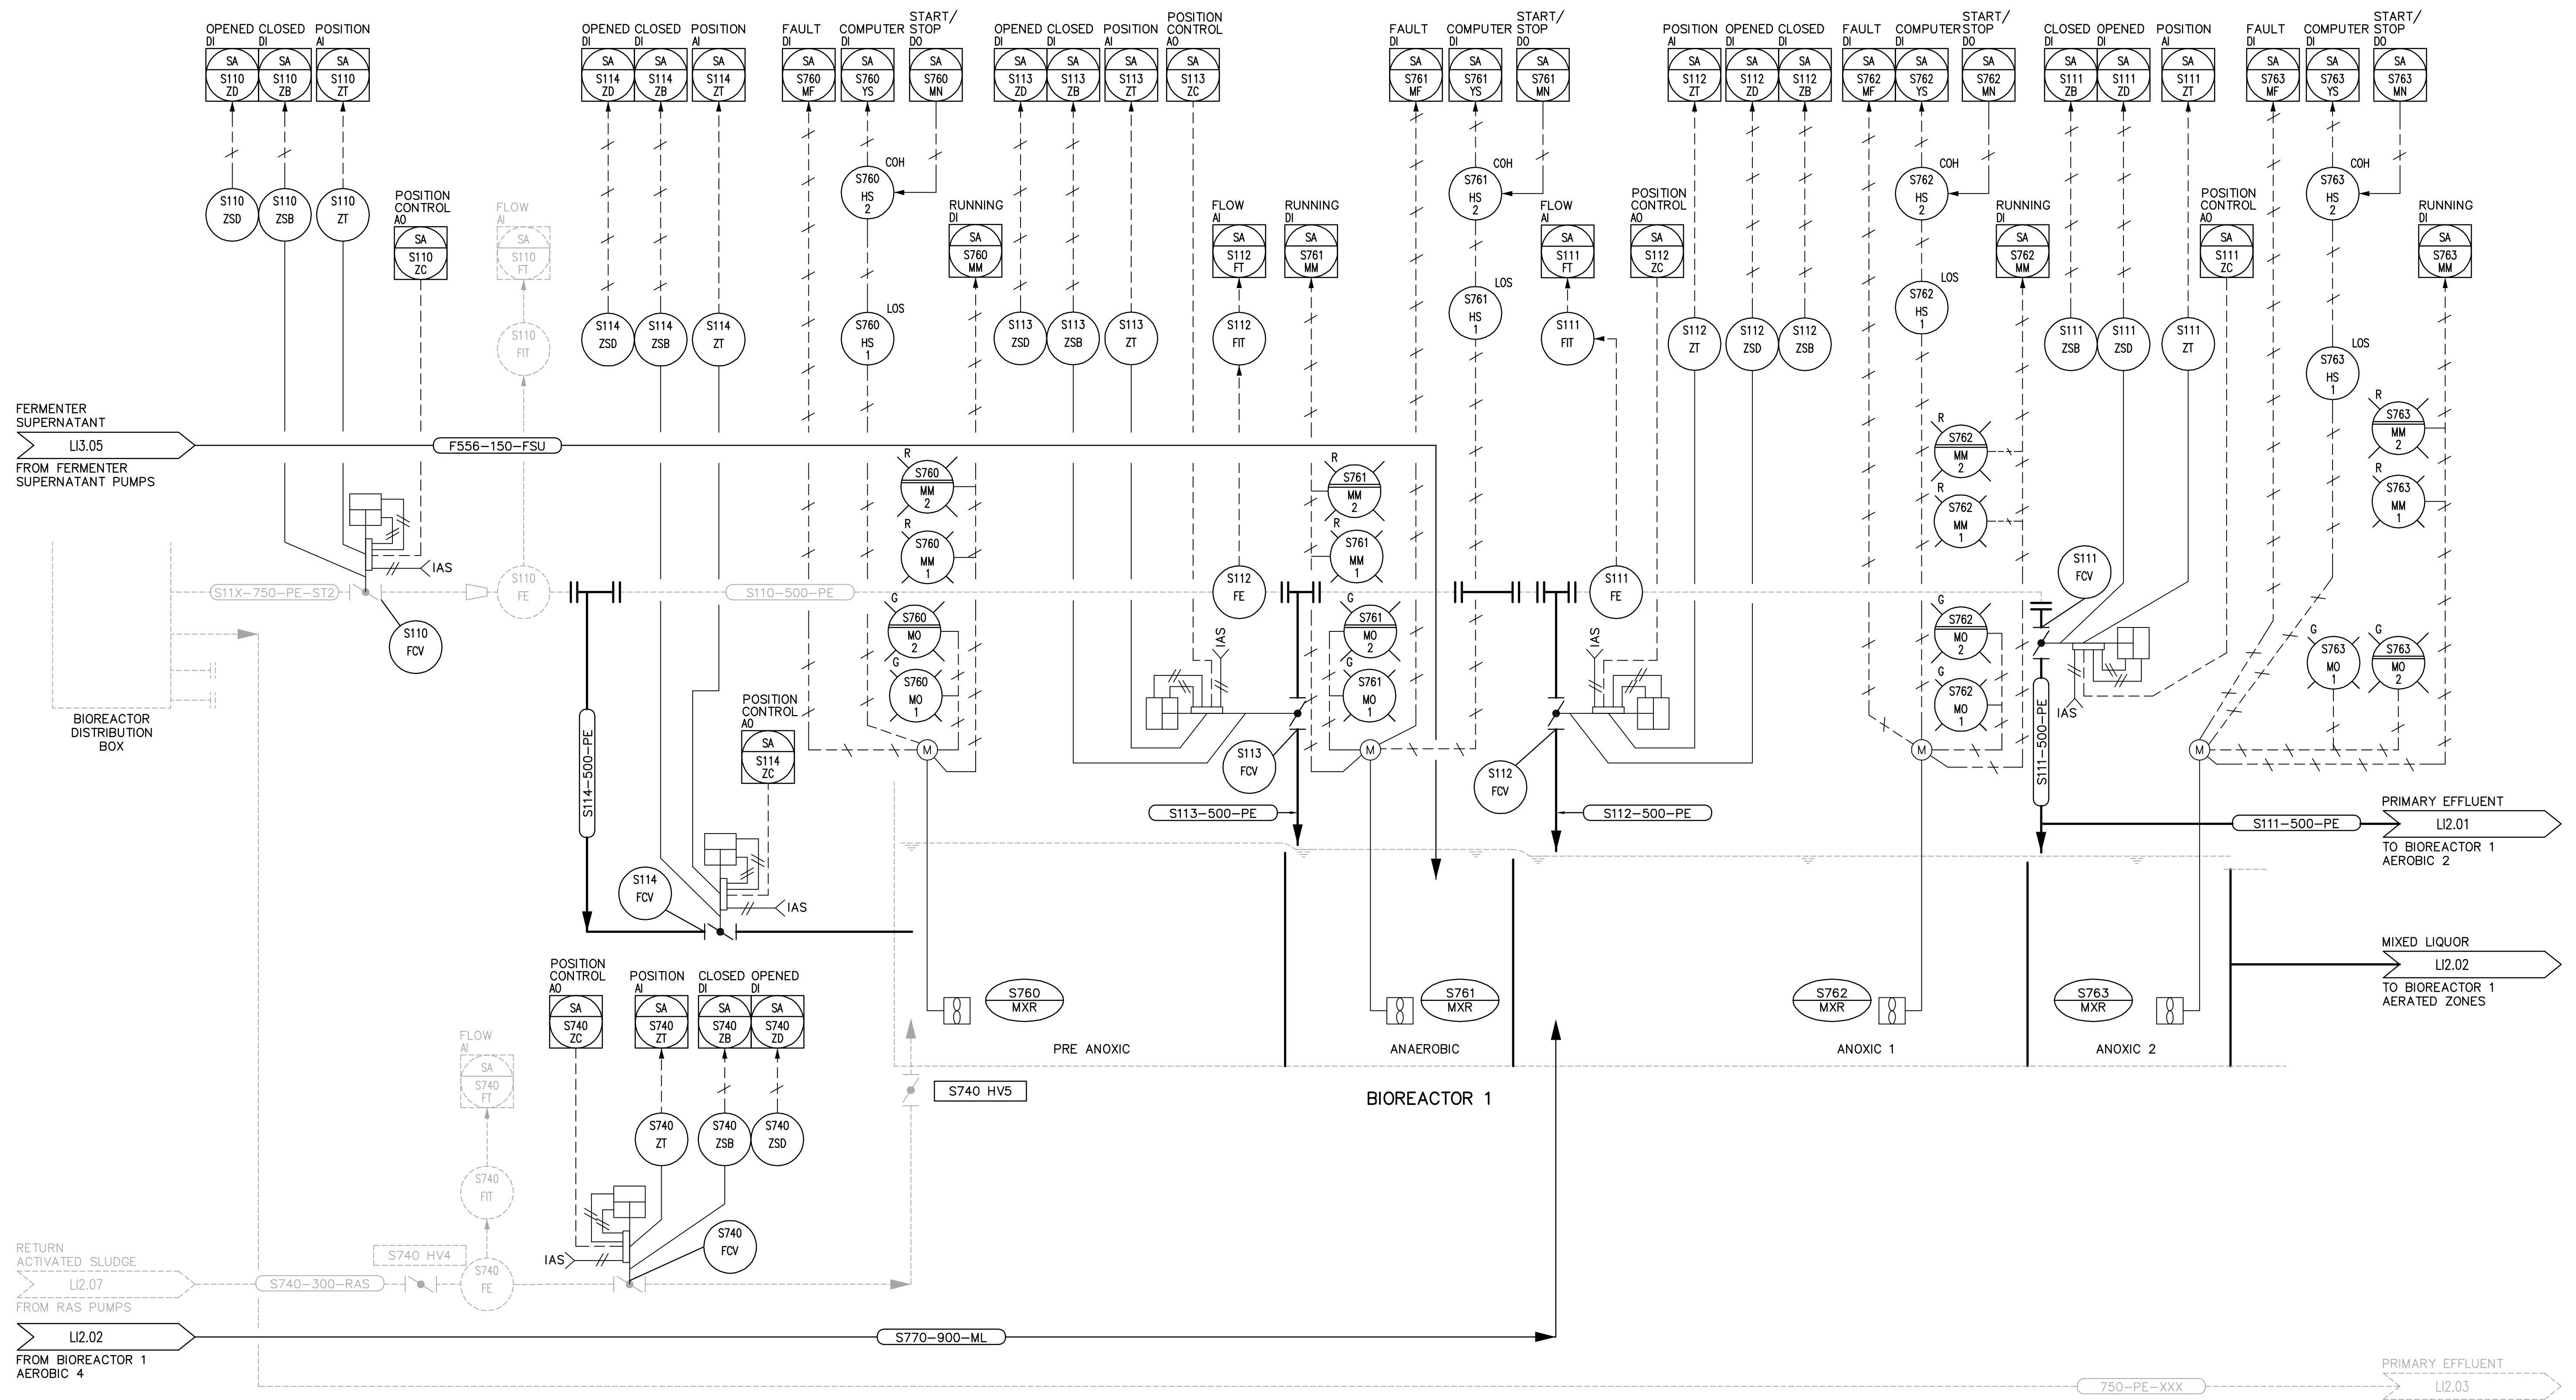 OPENED
DI
SA
S110
ZD
CLOSED
DI
SA
S110
ZB
POSITION
AI
SA
S110
ZT
OPENED
DI
SA
S114
ZD
CLOSED
DI
SA
S114
ZB
POSITION
AI
SA
S114
ZT
FAULT
DI
SA
S760
MF
COMPUTER
DI
SA
S760
YS
START/
STOP
DO
SA
S760
MN
OPENED
DI
SA
S113
ZD
CLOSED
DI
SA
S113
ZB
POSITION
AI
SA
S113
ZT
POSITION
CONTROL
AO
SA
S113
ZC
FAULT
DI
SA
S761
MF
COMPUTER
DI
SA
S761
YS
START/
STOP
DO
SA
S761
MN
POSITION
AI
SA
S112
ZT
OPENED
DI
SA
S112
ZD
CLOSED
DI
SA
S112
ZB
FAULT
DI
SA
S762
MF
COMPUTER
DI
SA
S762
YS
START/
STOP
DO
SA
S762
MN
CLOSED
DI
SA
S111
ZB
OPENED
DI
SA
S111
ZD
POSITION
AI
SA
S111
ZT
FAULT
DI
SA
S763
MF
COMPUTER
DI
SA
S763
YS
START/
STOP
DO
SA
S763
MN
S110
ZSD
S110
ZSB
S110
ZT
POSITION
CONTROL
AO
SA
S110
ZC
FLOW
AI
SA
S110
FT
S110
FIT
S114
ZSD
S114
ZSB
S114
ZT
COH
S760
HS
2
LOS
S760
HS
1
RUNNING
DI
SA
S760
MM
S113
ZSD
S113
ZSB
S113
ZT
FLOW
AI
SA
S112
FT
S112
FIT
RUNNING
DI
SA
S761
MM
COH
S761
HS
2
LOS
S761
HS
1
FLOW
AI
SA
S111
FT
S111
FIT
POSITION
CONTROL
AO
SA
S112
ZC
S112
ZT
S112
ZSD
S112
ZSB
COH
S762
HS
2
LOS
S762
HS
1
RUNNING
DI
SA
S762
MM
S111
ZSB
S111
ZSD
S111
ZT
POSITION
CONTROL
AO
SA
S111
ZC
COH
S763
HS
2
LOS
S763
HS
1
RUNNING
DI
SA
S763
MM
FERMENTER
SUPERNATANT
LI3.05
FROM FERMENTER
SUPERNATANT PUMPS
F556-150-FSU
R
S760
MM
2
R
S760
MM
1
G
S760
MO
2
G
S760
MO
1
R
S761
MM
2
R
S761
MM
1
G
S761
MO
2
G
S761
MO
1
R
S762
MM
2
R
S762
MM
1
G
S762
MO
2
G
S762
MO
1
R
S763
MM
2
R
S763
MM
1
G
S763
MO
1
G
S763
MO
2
IAS
S11X-750-PE-ST2
S110
FE
S110
FCV
S110-500-PE
S112
FE
S111
FE
S111
FCV
IAS
IAS
IAS
BIOREACTOR
DISTRIBUTION
BOX
S114-500-PE
POSITION
CONTROL
AO
SA
S114
ZC
M
M
M
M
S113
FCV
S112
FCV
S111-500-PE
S113-500-PE
S112-500-PE
S111-500-PE
PRIMARY EFFLUENT
LI2.01
TO BIOREACTOR 1
AEROBIC 2
S114
FCV
IAS
MIXED LIQUOR
LI2.02
TO BIOREACTOR 1
AERATED ZONES
S760
MXR
S761
MXR
S762
MXR
S763
MXR
PRE ANOXIC
ANAEROBIC
ANOXIC 1
ANOXIC 2
BIOREACTOR 1
POSITION
CONTROL
AO
SA
S740
ZC
POSITION
AI
SA
S740
ZT
CLOSED
DI
SA
S740
ZB
OPENED
DI
SA
S740
ZD
FLOW
AI
SA
S740
FT
S740
FIT
S740
ZT
S740
ZSB
S740
ZSD
S740 HV5
S740
FCV
IAS
RETURN
ACTIVATED SLUDGE
LI2.07
FROM RAS PUMPS
S740-300-RAS
S740 HV4
S740
FE
LI2.02
FROM BIOREACTOR 1
AEROBIC 4
S770-900-ML
750-PE-XXX
PRIMARY EFFLUENT
LI2.03